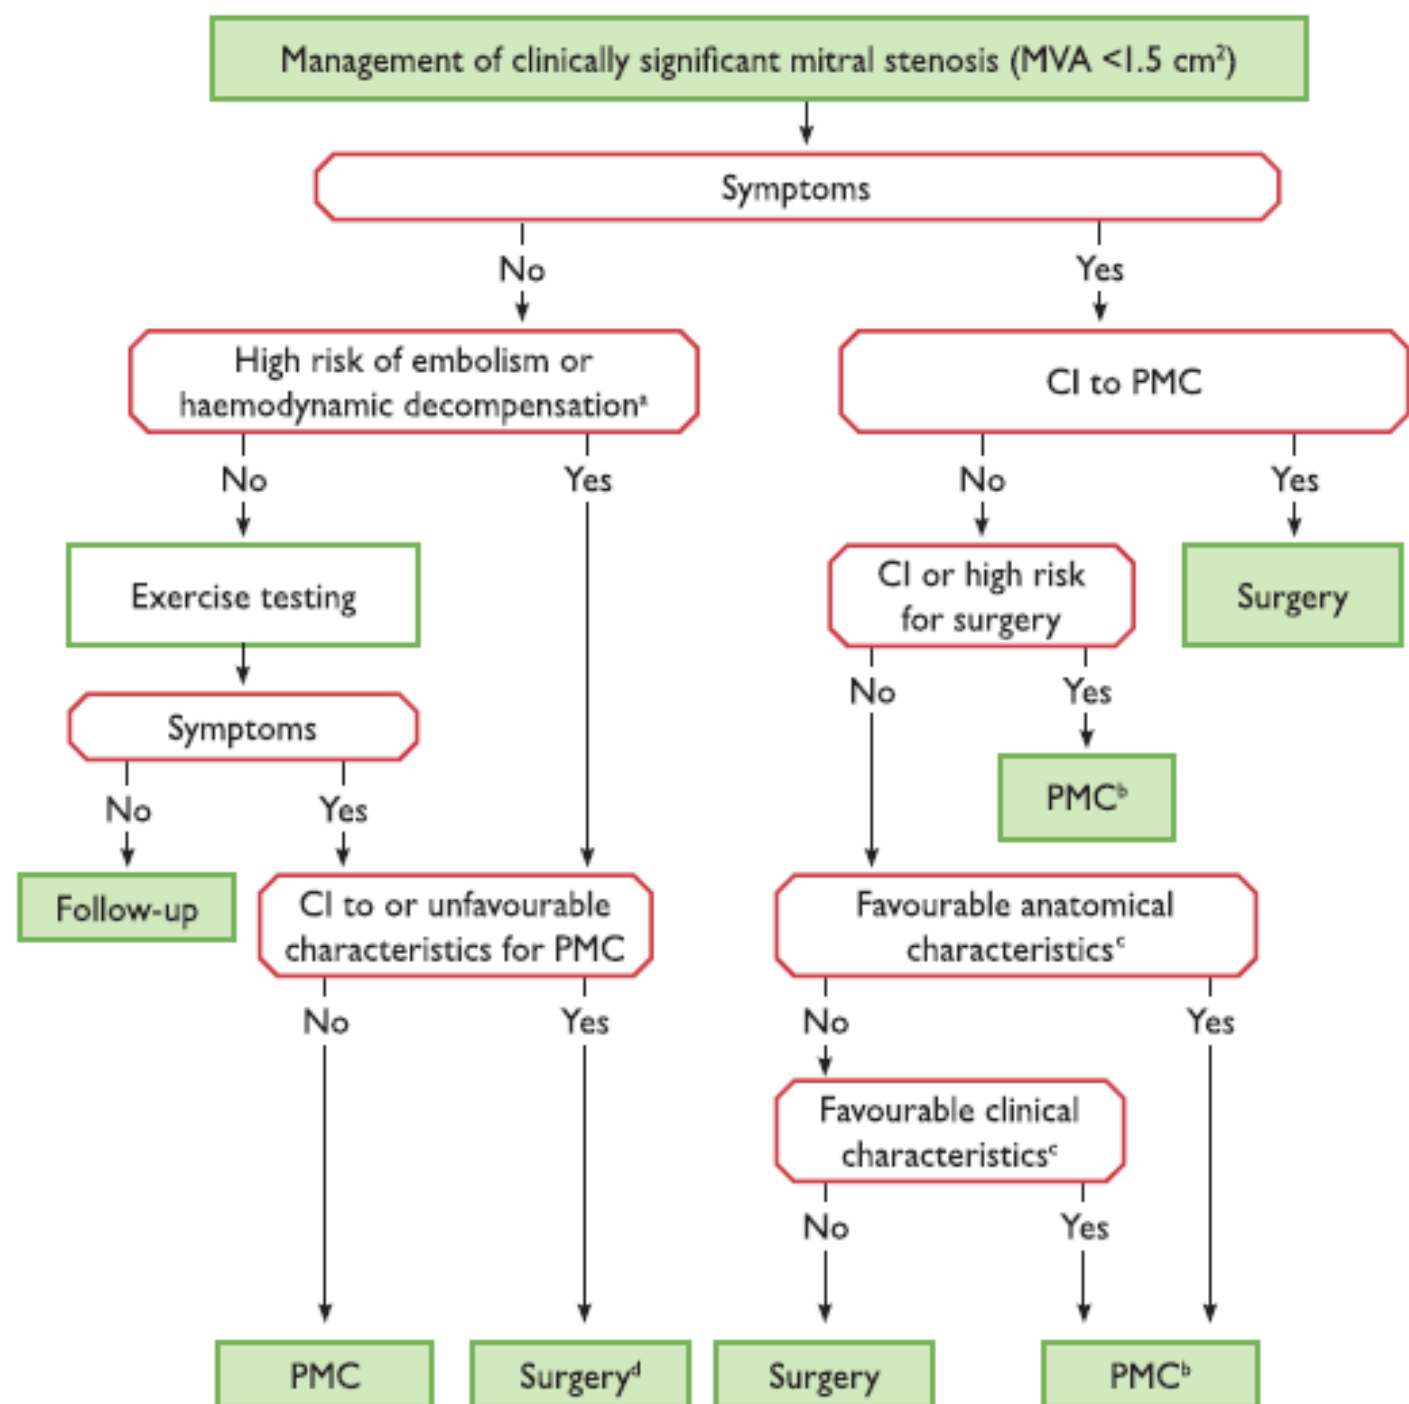 Management of clinically significant mitral stenosis (MVA <1.5 cm²)
Symptoms
No
Yes
High risk of embolism or
haemodynamic decompensationᵃ
CI to PMC
No
Yes
No
Yes
Exercise testing
CI or high risk
for surgery
Surgery
Symptoms
No
Yes
No
Yes
PMCᵇ
Follow-up
CI to or unfavourable
characteristics for PMC
Favourable anatomical
characteristicsᶜ
No
Yes
No
Yes
Favourable clinical
characteristicsᶜ
No
Yes
PMC
Surgeryᵈ
Surgery
PMCᵇ